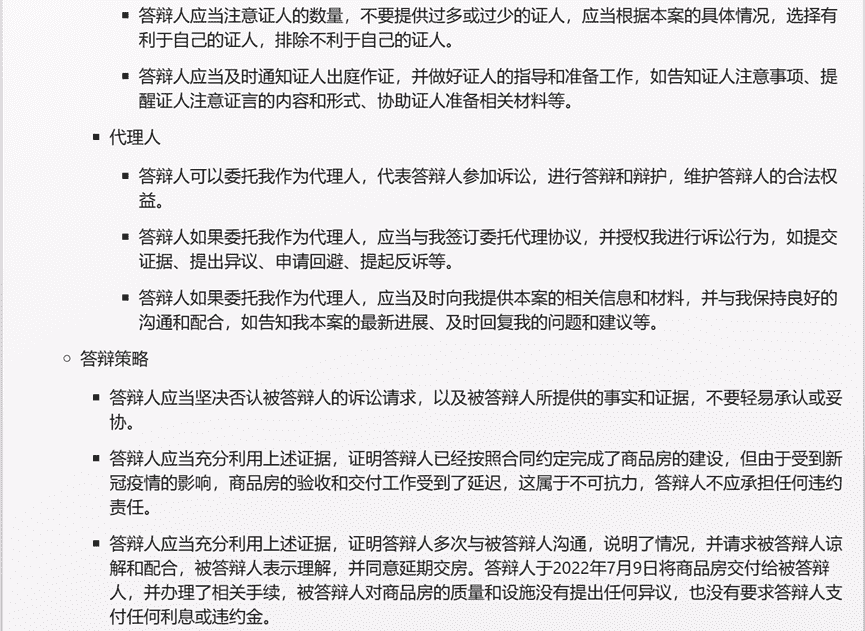 答辩人应当注意证人的数量，不要提供过多或过少的证人，应当根据本案的具体情况，选择有
利于自己的证人，排除不利于自己的证人。
答辩人应当及时通知证人出庭作证，并做好证人的指导和准备工作，如告知证人注意事项、提
醒证人注意证言的内容和形式、协助证人准备相关材料等。
代理人
答辩人可以委托我作为代理人，代表答辩人参加诉讼，进行答辩和辩护，维护答辩人的合法权
益。
答辩人如果委托我作为代理人，应当与我签订委托代理协议，并授权我进行诉讼行为，如提交
证据、提出异议、申请回避、提起反诉等。
答辩人如果委托我作为代理人，应当及时向我提供本案的相关信息和材料，并与我保持良好的
沟通和配合，如告知我本案的最新进展、及时回复我的问题和建议等。
答辩策略
答辩人应当坚决否认被答辩人的诉讼请求，以及被答辩人所提供的事实和证据，不要轻易承认或妥
协。
答辩人应当充分利用上述证据，证明答辩人已经按照合同约定完成了商品房的建设，但由于受到新
冠疫情的影响，商品房的验收和交付工作受到了延迟，这属于不可抗力，答辩人不应承担任何违约
责任。
答辩人应当充分利用上述证据，证明答辩人多次与被答辩人沟通，说明了情况，并请求被答辩人谅
解和配合，被答辩人表示理解，并同意延期交房。答辩人于2022年7月9日将商品房交付给被答辩
人，并办理了相关手续，被答辩人对商品房的质量和设施没有提出任何异议，也没有要求答辩人支
付任何利息或违约金。